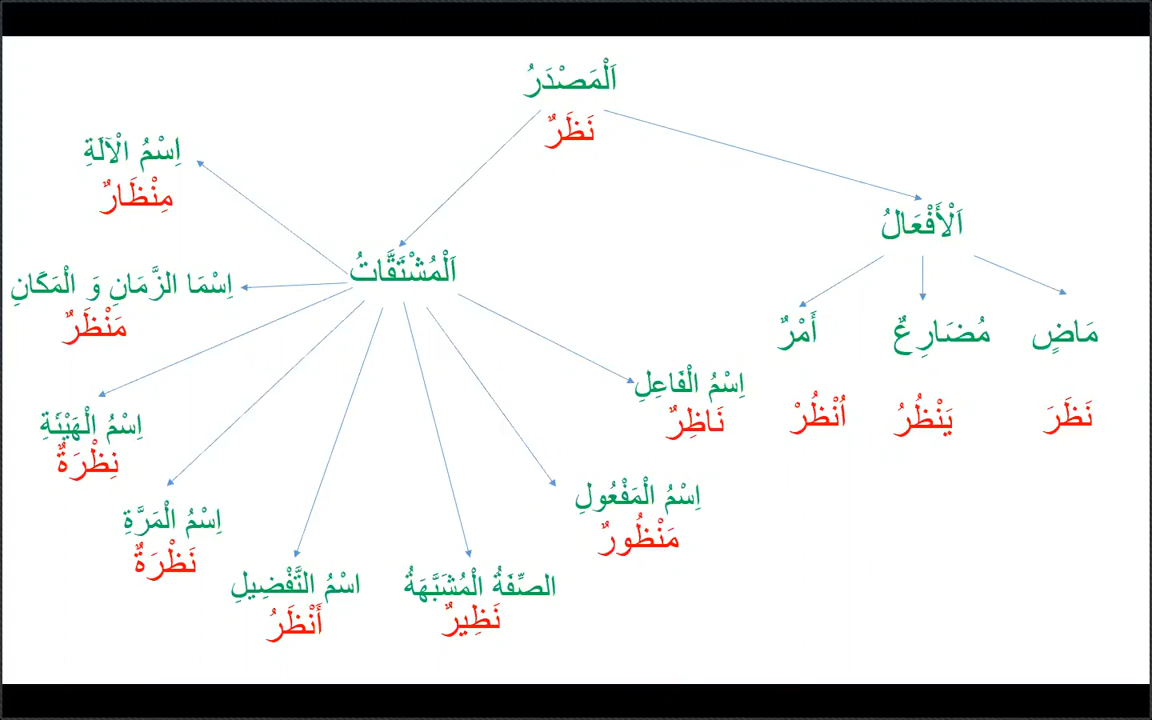 اَلْمَصْدَرُ
نَظَرٌ
اَلْأَفْعَالُ
مَاضٍ
نَظَرَ
مُضَارِعٌ
يَنْظُرُ
أَمْرٌ
اُنْظُرْ
اَلْمُشْتَقَّاتُ
اِسْمُ الْفَاعِلِ
نَاظِرٌ
اِسْمُ الْمَفْعُولِ
مَنْظُورٌ
الصِّفَةُ الْمُشَبَّهَةُ
نَظِيرٌ
اسْمُ التَّفْضِيلِ
أَنْظَرُ
اِسْمُ الْمَرَّةِ
نَظْرَةٌ
اِسْمُ الْهَيْئَةِ
نِظْرَةٌ
اِسْمَا الزَّمَانِ وَ الْمَكَانِ
مَنْظَرٌ
اِسْمُ الْآلَةِ
مِنْظَارٌ